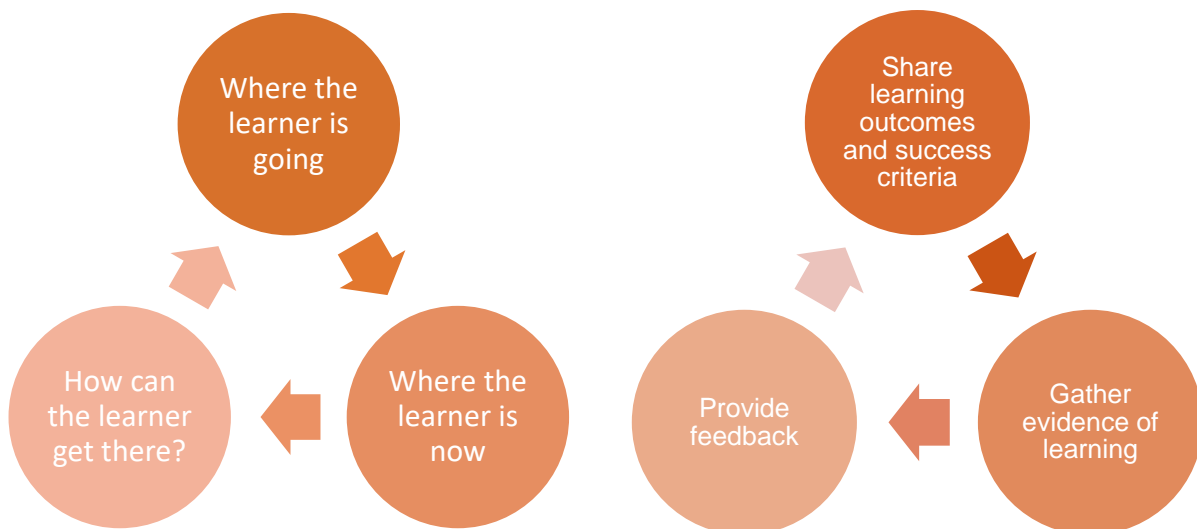 Where the
learner is
going
Where the
learner is
now
How can
the learner
get there?
Share
learning
outcomes
and success
criteria
Gather
evidence of
learning
Provide
feedback